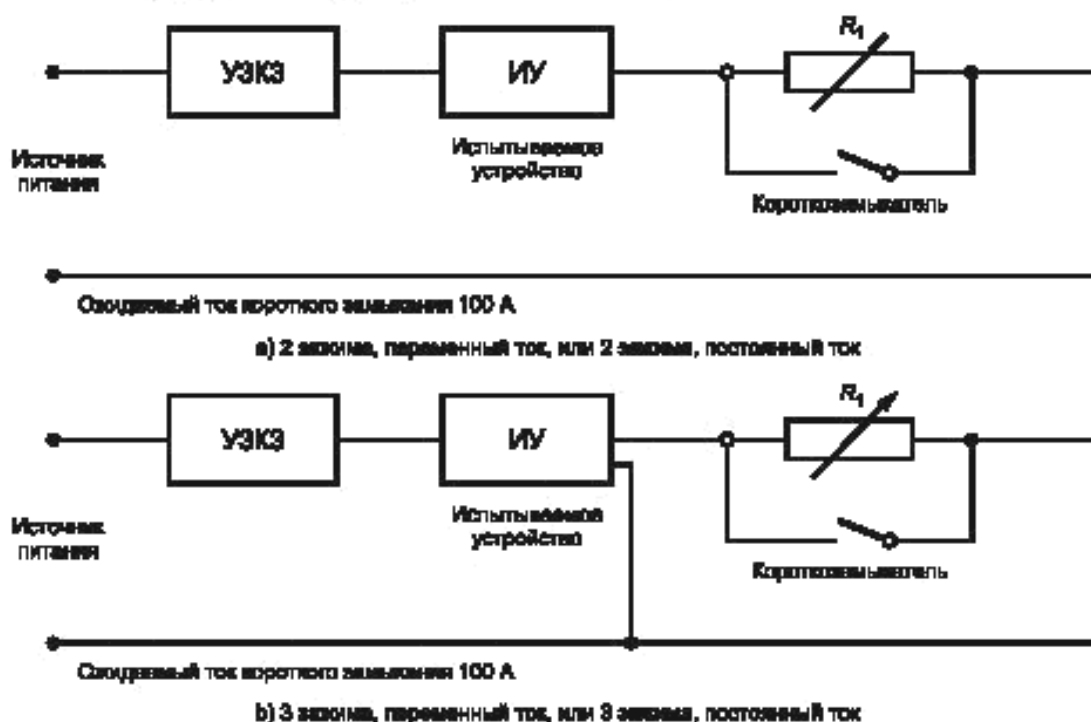 R1
УЗКЗ
ИУ
Источник
питания
Испытываемое
устройство
Короткозамыкатель
Ожидаемый ток короткого замыкания 100 А
а) 2 зажима, переменный ток, или 2 зажима, постоянный ток
R1
УЗКЗ
ИУ
Источник
питания
Испытываемое
устройство
Короткозамыкатель
Ожидаемый ток короткого замыкания 100 А
b) 3 зажима, переменный ток, или 3 зажима, постоянный ток